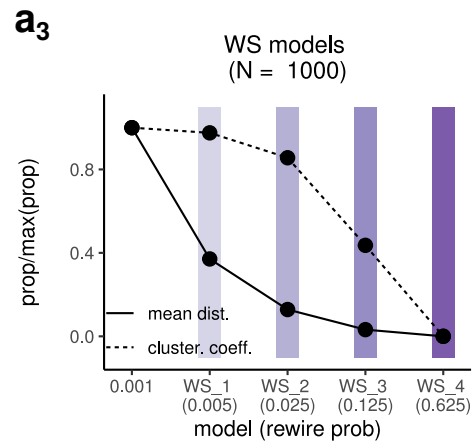 a3
WS models
(N = 1000)
prop/max(prop)
0.8
0.4
0.0
mean dist.
cluster. coeff.
0.001 WS_1 WS_2 WS_3 WS_4
(0.005) (0.025) (0.125) (0.625)
model (rewire prob)